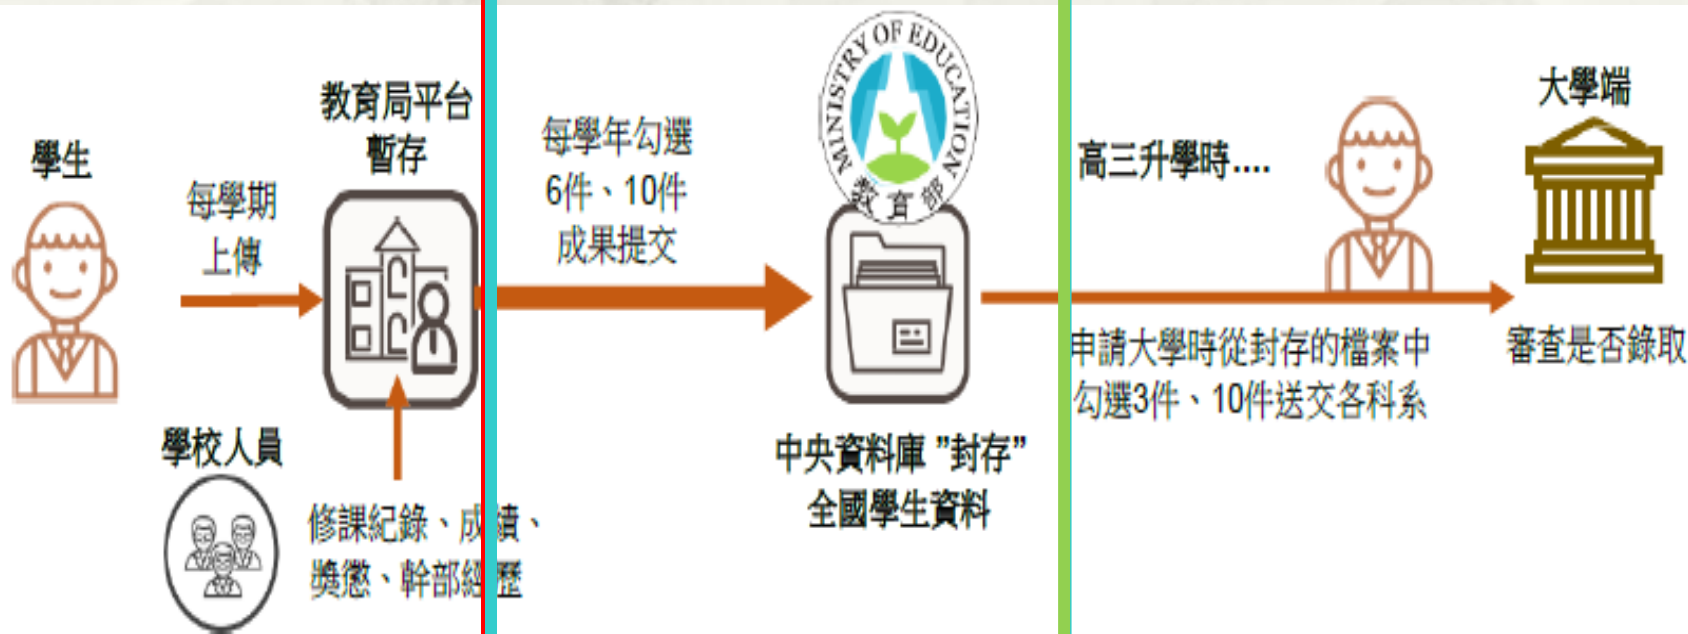 學生
每學期
上傳
教育局平台
暫存
學校人員
修課紀錄、成績、
獎懲、幹部經歷
每學年勾選
6件、10件
成果提交
MINISTRY OF EDUCATION
教育部
中央資料庫 ”封存”
全國學生資料
高三升學時....
申請大學時從封存的檔案中
勾選3件、10件送交各科系
大學端
審查是否錄取